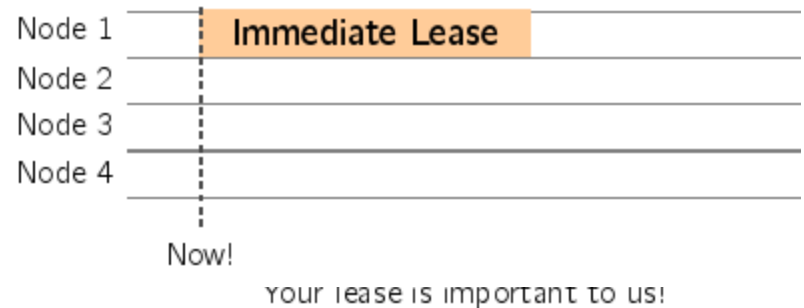 Node 1 Immediate Lease
Node 2
Node 3
Node 4
Now!
Your lease is important to us!